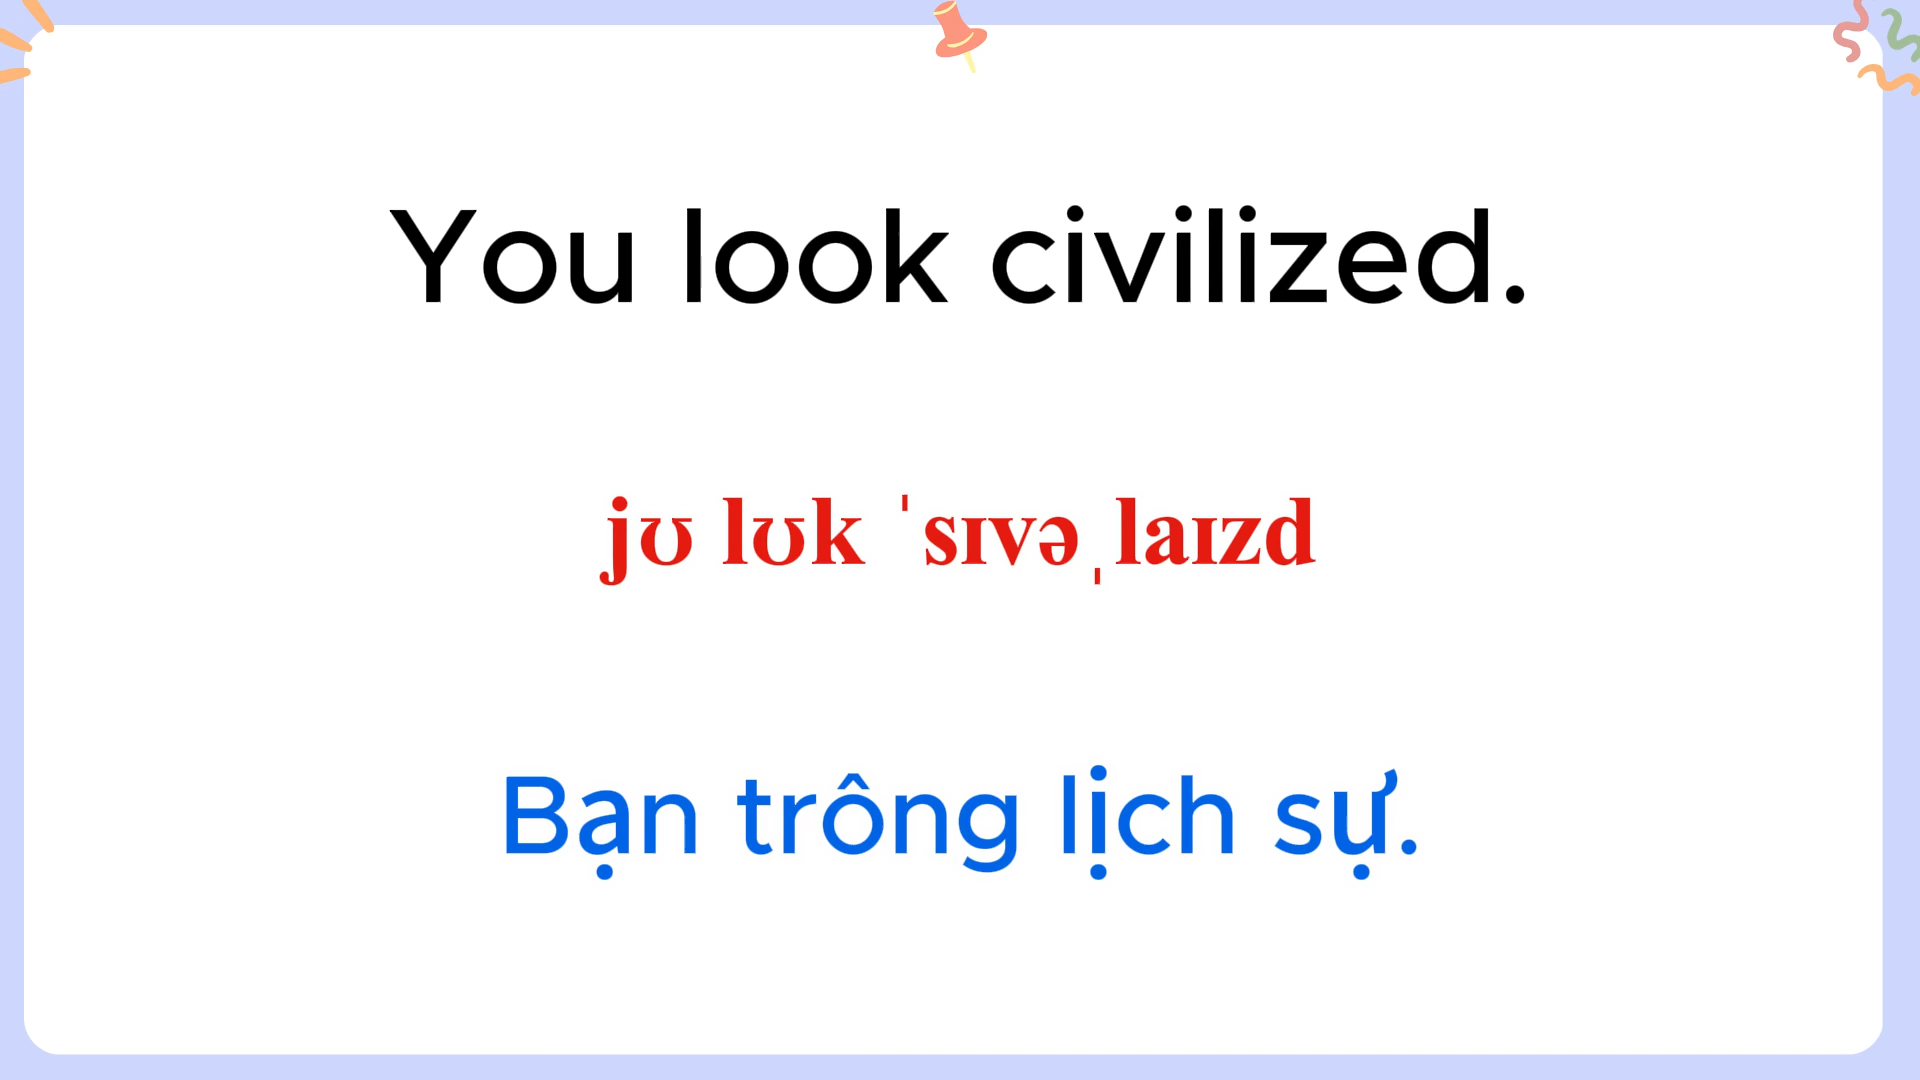 You look civilized.
jʊ lʊk ˈsɪvəˌlaɪzd
Bạn trông lịch sự.